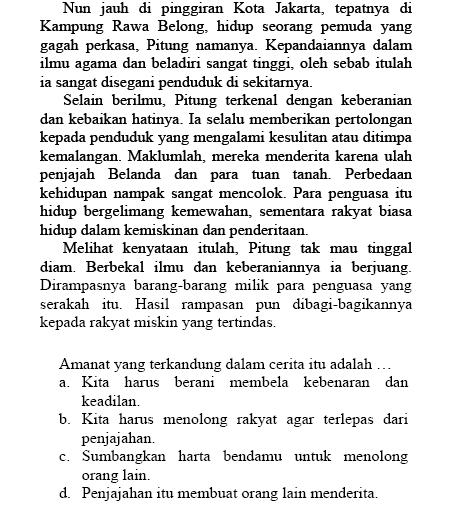 Nun jauh di pinggiran Kota Jakarta, tepatnya di
Kampung Rawa Belong, hidup seorang pemuda yang
gagah perkasa, Pitung namanya. Kepandaiannya dalam
ilmu agama dan beladiri sangat tinggi, oleh sebab itulah
ia sangat disegani penduduk di sekitarnya.
Selain berilmu, Pitung terkenal dengan keberanian
dan kebaikan hatinya. Ia selalu memberikan pertolongan
kepada penduduk yang mengalami kesulitan atau ditimpa
kemalangan. Maklumlah, mereka menderita karena ulah
penjajah Belanda dan para tuan tanah. Perbedaan
kehidupan nampak sangat mencolok. Para penguasa itu
hidup bergelimang kemewahan, sementara rakyat biasa
hidup dalam kemiskinan dan penderitaan.
Melihat kenyataan itulah, Pitung tak mau tinggal
diam. Berbekal ilmu dan keberaniannya ia berjuang.
Dirampasnya barang-barang milik para penguasa yang
serakah itu. Hasil rampasan pun dibagi-bagikannya
kepada rakyat miskin yang tertindas.
Amanat yang terkandung dalam cerita itu adalah ...
a. Kita harus berani membela kebenaran dan
keadilan.
b. Kita harus menolong rakyat agar terlepas dari
penjajahan.
c. Sumbangkan harta bendamu untuk menolong
orang lain.
d. Penjajahan itu membuat orang lain menderita.